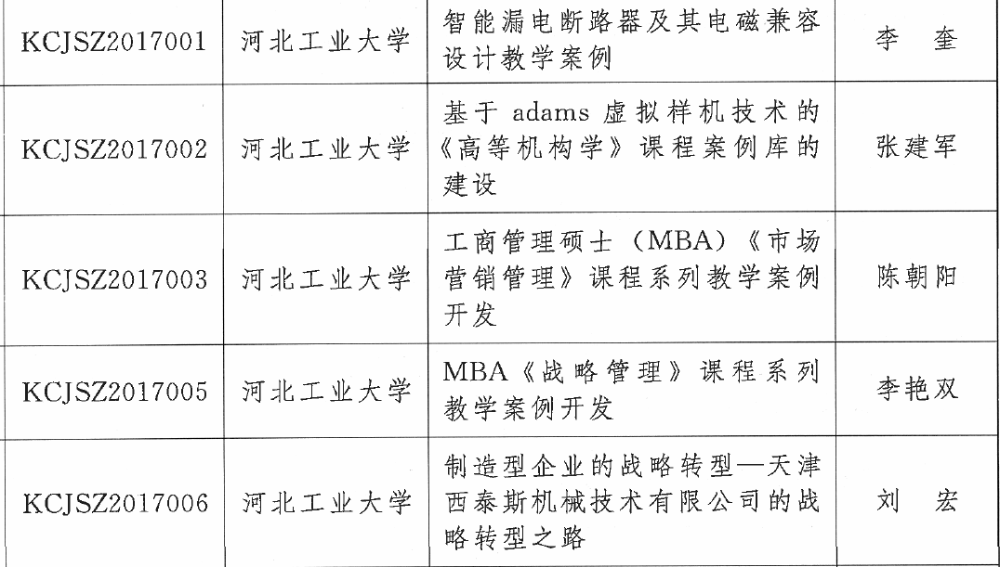 KCJSZ2017001 河北工业大学 智能漏电断路器及其电磁兼容 李 奎
设计教学案例
基于 adams 虚拟样机技术的
KCJSZ2017002 河北工业大学 《高等机构学》课程案例库的 张建军
建设
工商管理硕士（MBA）《市场
KCJSZ2017003 河北工业大学 营销管理》课程系列教学案例 陈朝阳
开发
KCJSZ2017005 河北工业大学 MBA《战略管理》课程系列 李艳双
教学案例开发
制造型企业的战略转型—天津
KCJSZ2017006 河北工业大学 西泰斯机械技术有限公司的战 刘 宏
略转型之路